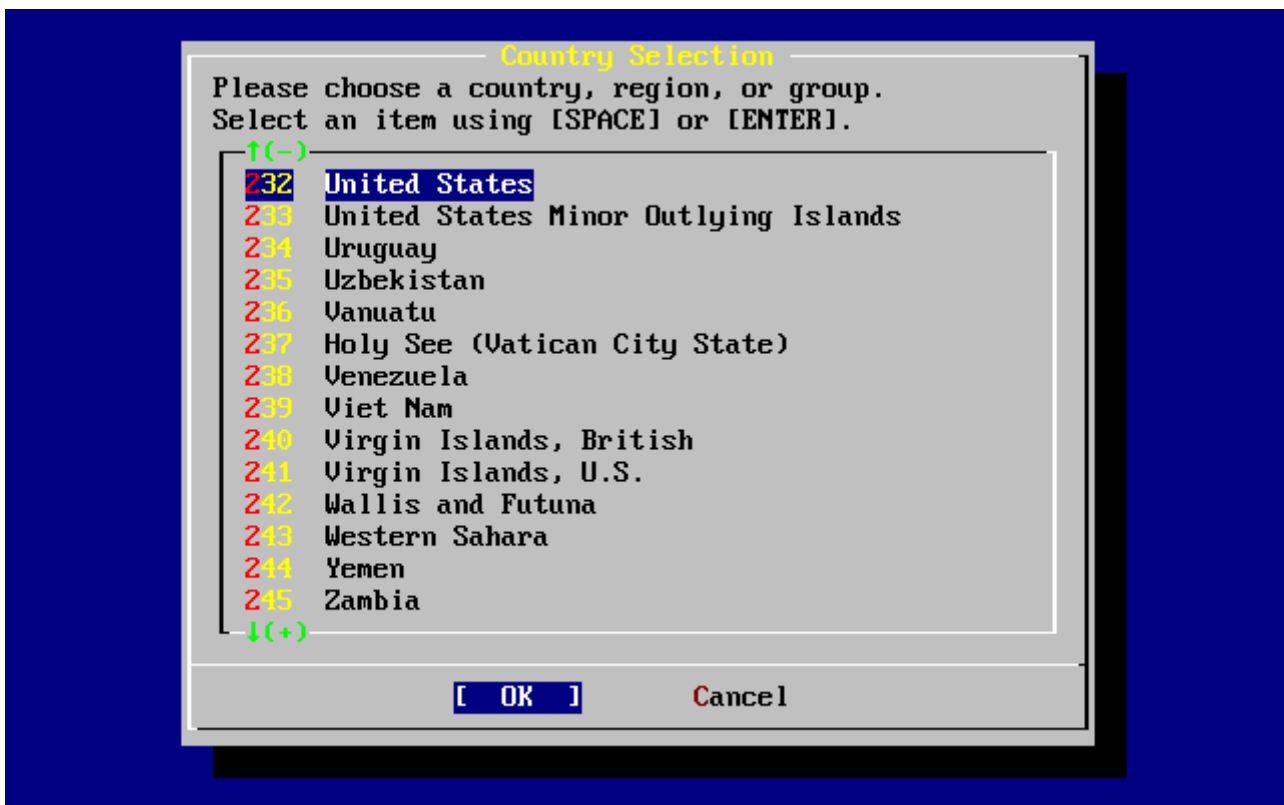 Country Selection
Please choose a country, region, or group.
Select an item using [SPACE] or [ENTER].
↑(-)
232 United States
233 United States Minor Outlying Islands
234 Uruguay
235 Uzbekistan
236 Vanuatu
237 Holy See (Vatican City State)
238 Venezuela
239 Viet Nam
240 Virgin Islands, British
241 Virgin Islands, U.S.
242 Wallis and Futuna
243 Western Sahara
244 Yemen
245 Zambia
↓(+)
[ OK ] Cancel